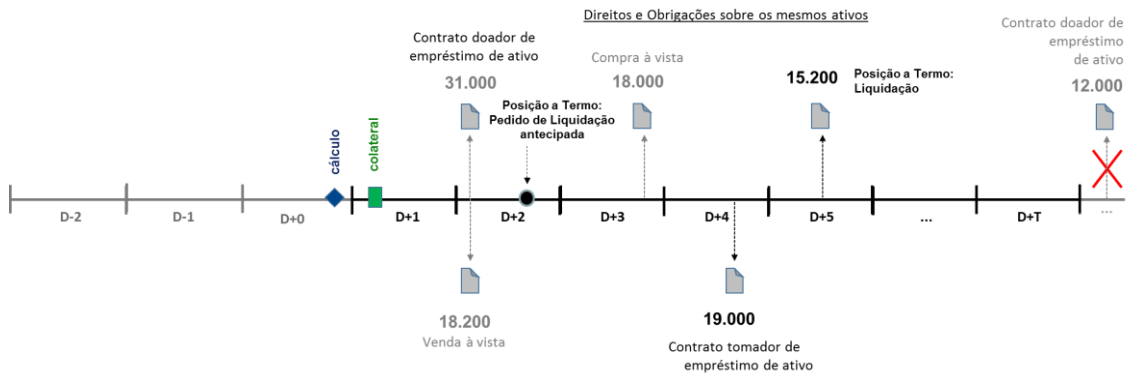 Direitos e Obrigações sobre os mesmos ativos
Contrato doador de
empréstimo
de ativo
12.000
Contrato doador de
empréstimo de ativo
31.000
Compra à vista
18.000
15.200
Posição a Termo:
Liquidação
Posição a Termo:
Pedido de Liquidação
antecipada
cálculo
colateral
D-2
D-1
D+0
D+1
D+2
D+3
D+4
D+5
...
D+T
...
18.200
Venda à vista
19.000
Contrato tomador de
empréstimo de ativo